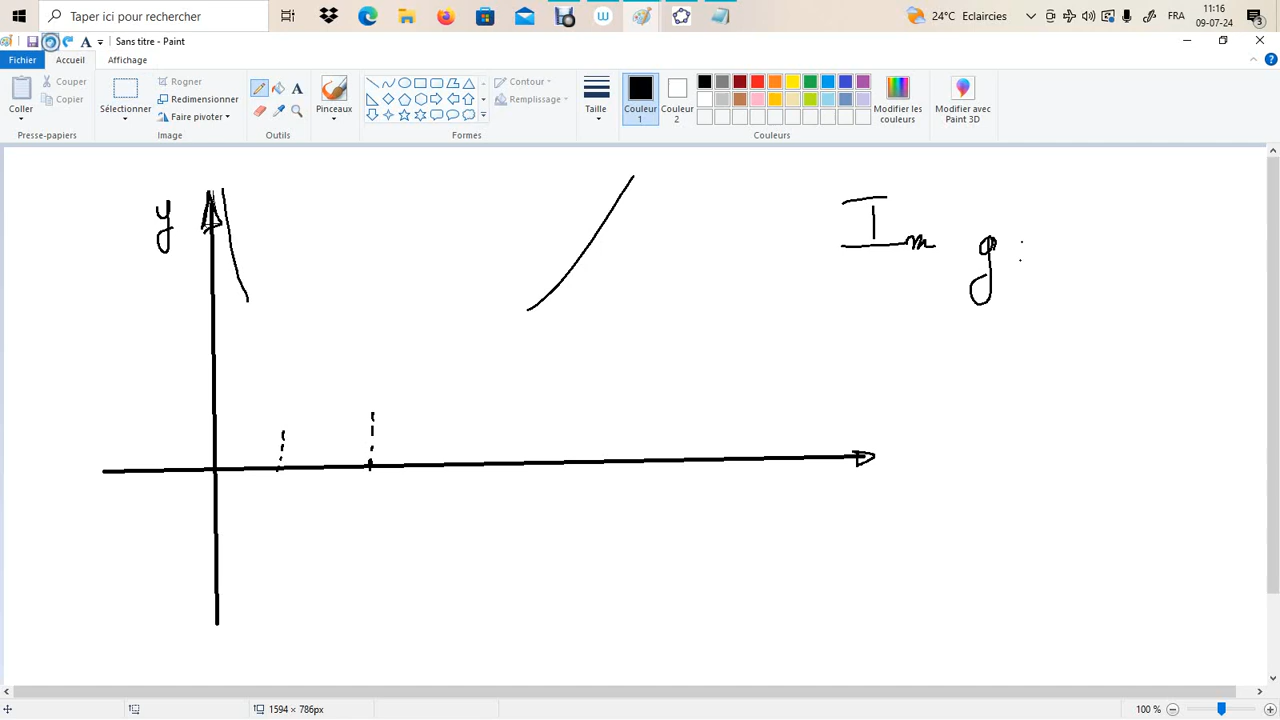 Taper ici pour rechercher
24°C Eclaircies
FRA
11:16
09-07-24
3
Sans titre - Paint
Fichier
Accueil
Affichage
Coller
Couper
Copier
Presse-papiers
Sélectionner
Rogner
Redimensionner
Faire pivoter
Image
A
Outils
Pinceaux
Contour
Remplissage
Formes
Taille
Couleur 1
Couleur 2
Couleurs
Modifier les couleurs
Modifier avec Paint 3D
y
Im g :
1594 × 786px
100 %